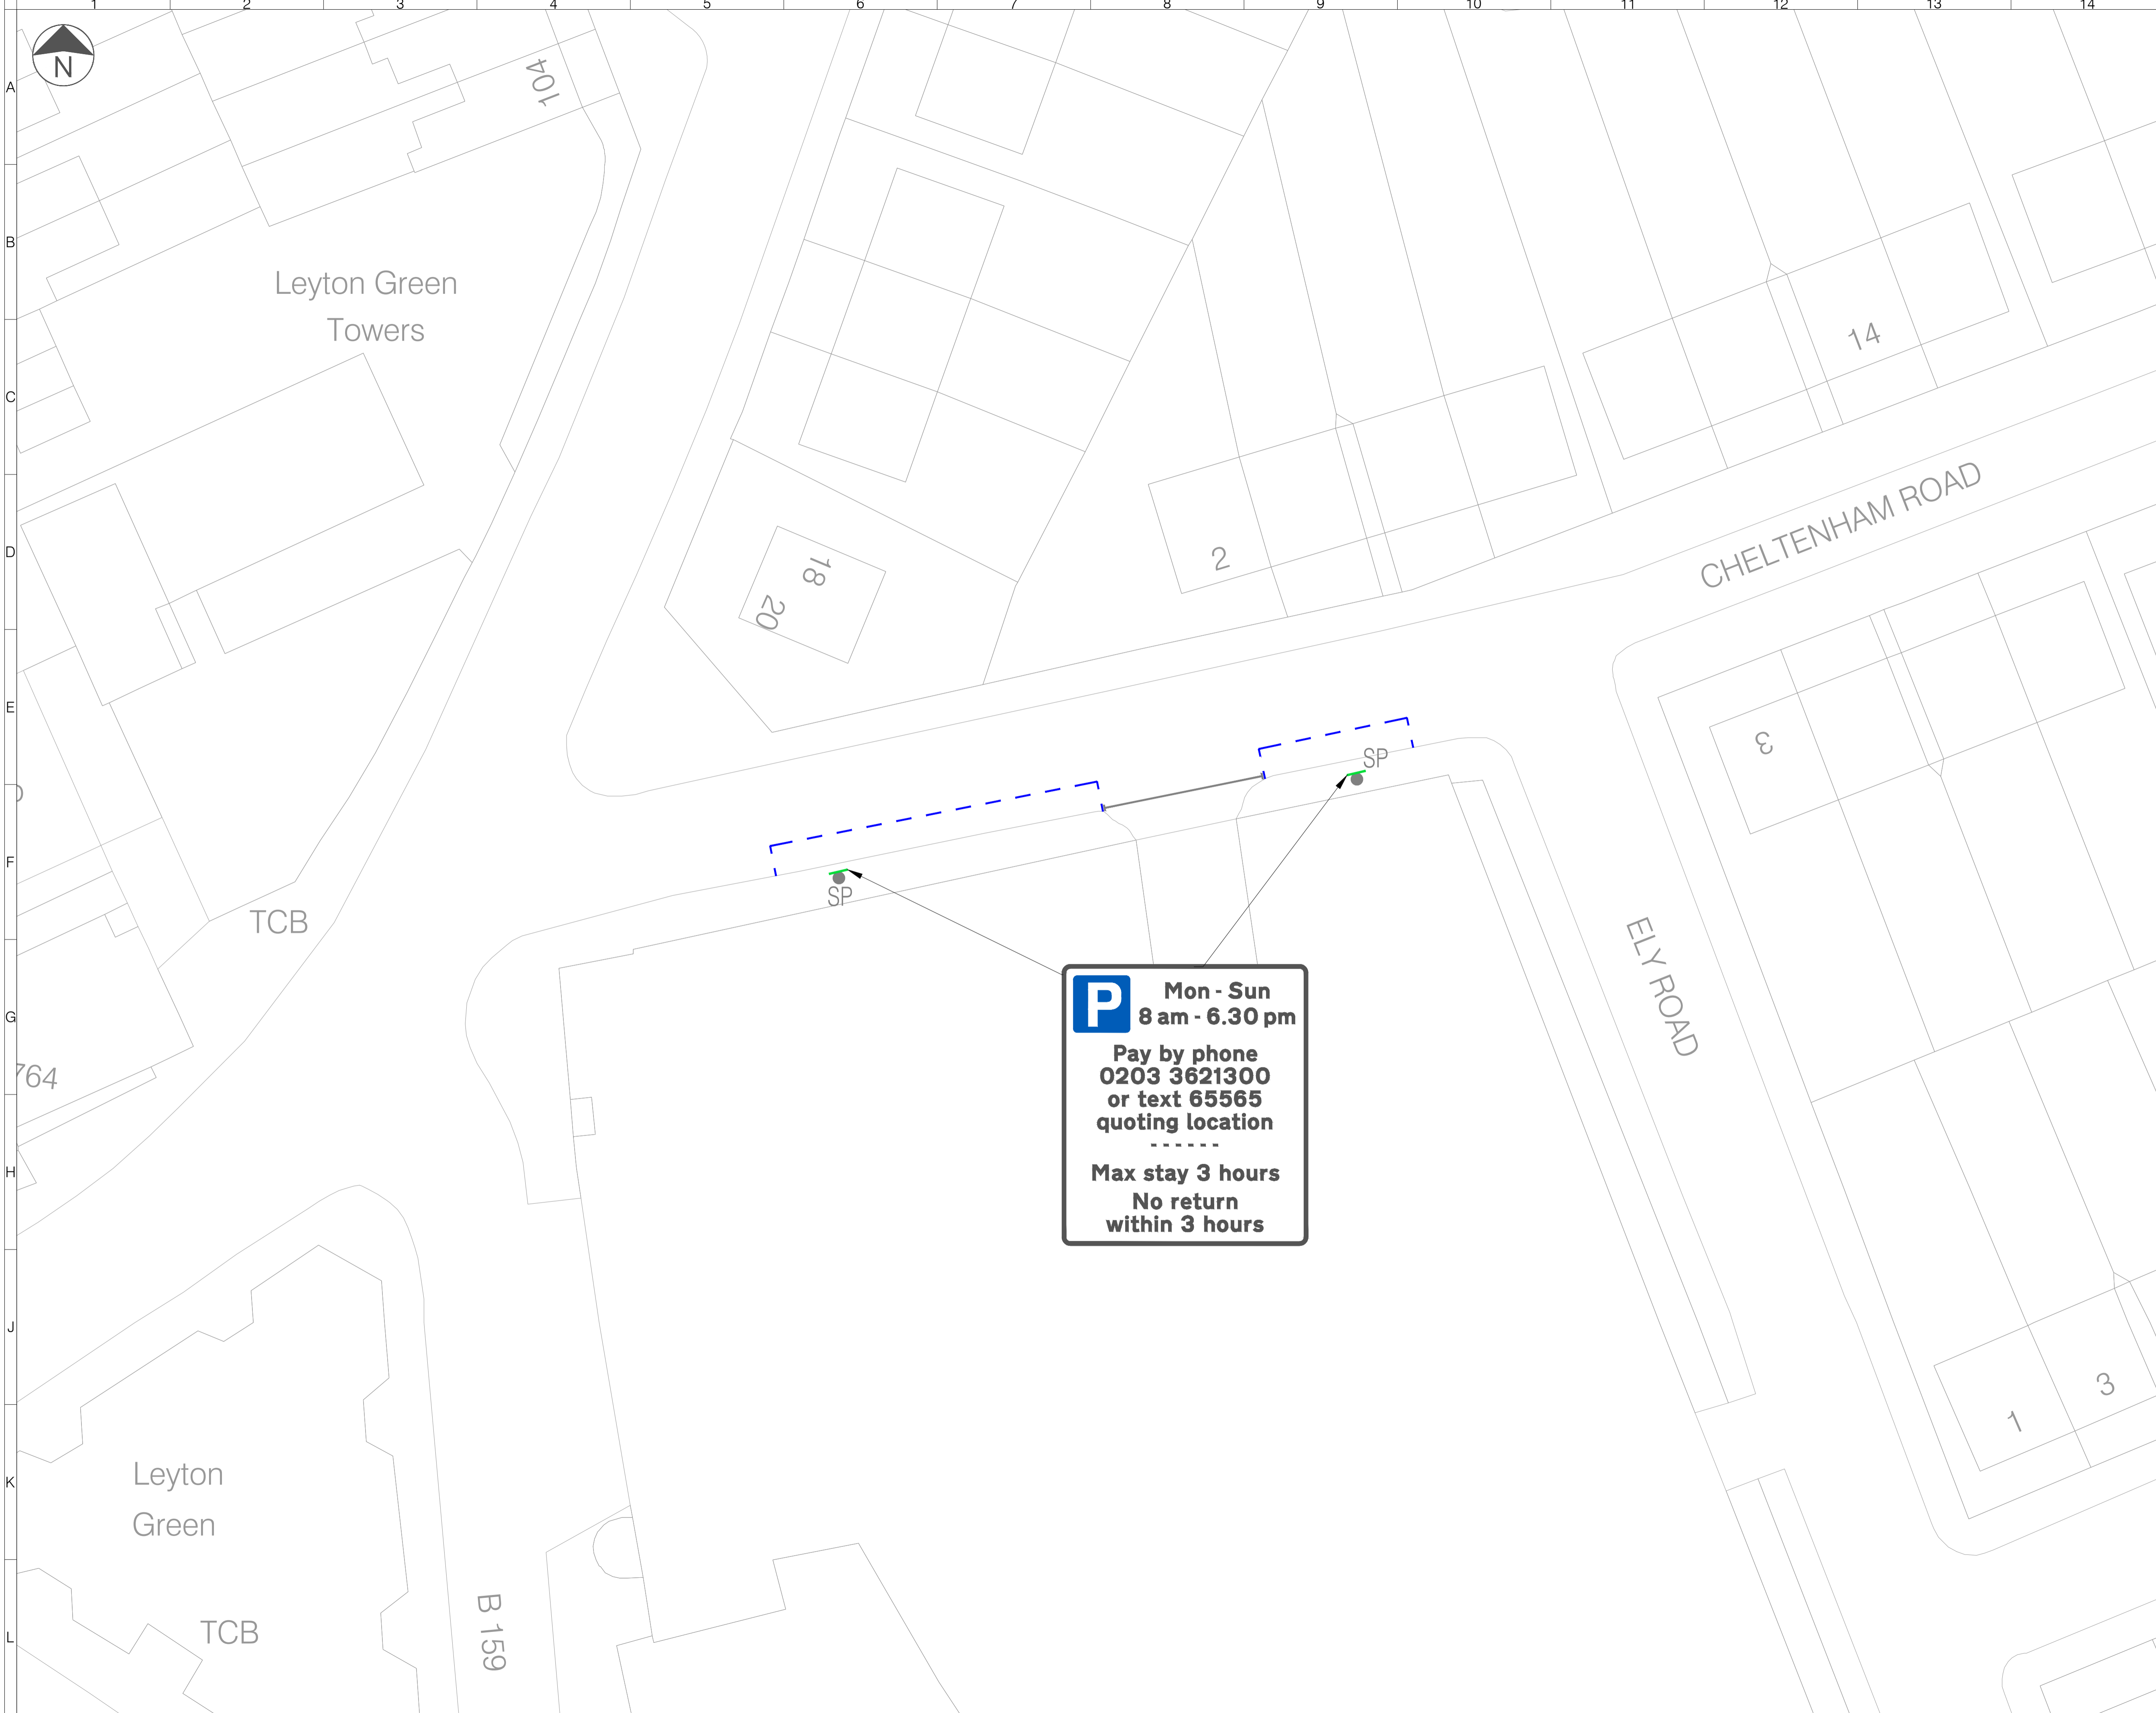 1 2 3 4 5 6 7 8 9 10 11 12 13 14
A
B
C
D
E
F
G
H
J
K
L
N
104
Leyton Green
Towers
14
2
CHELTENHAM ROAD
18
20
3
SP
SP
TCB
764
ELY ROAD
P
Mon - Sun
8 am - 6.30 pm
Pay by phone
0203 3621300
or text 65565
quoting location
------
Max stay 3 hours
No return
within 3 hours
1
3
Leyton
Green
TCB
B 159